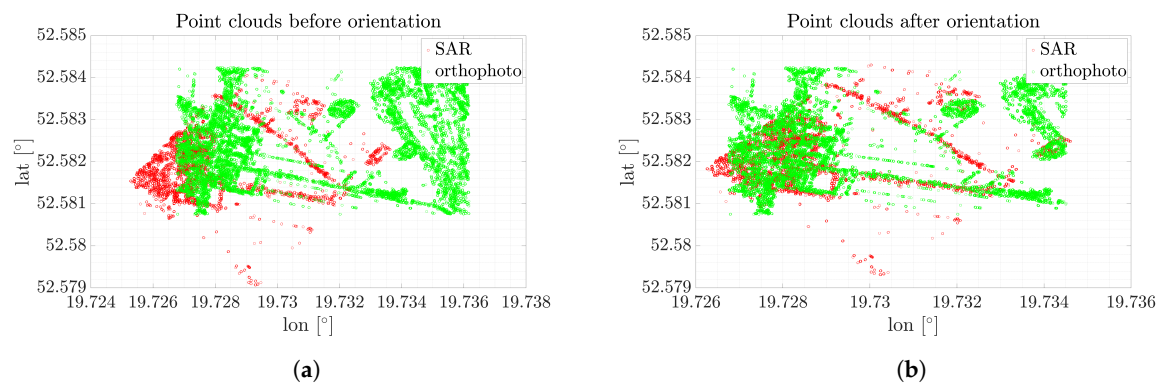 Point clouds before orientation
52.585
52.584
52.583
52.582
52.581
52.58
52.579
lat [°]
SAR
orthophoto
19.724 19.726 19.728 19.73 19.732 19.734 19.736 19.738
lon [°]
(a)
Point clouds after orientation
52.585
52.584
52.583
52.582
52.581
52.58
52.579
lat [°]
SAR
orthophoto
19.726 19.728 19.73 19.732 19.734 19.736
lon [°]
(b)